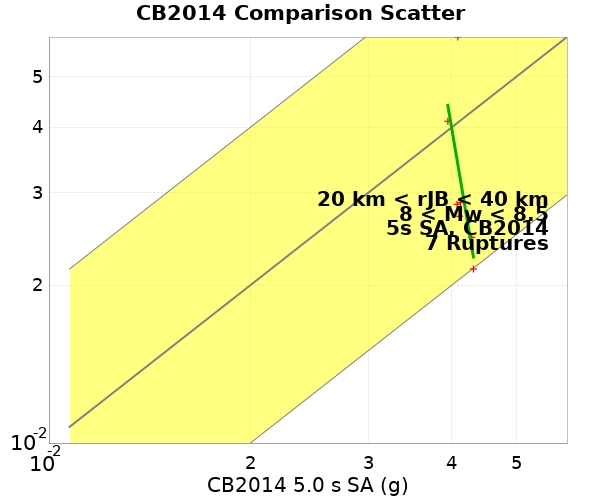 CB2014 Comparison Scatter
5
4
3
20 km < rJB < 40 km
8 < Mw < 8.5
5s SA, CB2014
7 Ruptures
2
10-2
10-2
2
3
4
5
CB2014 5.0 s SA (g)